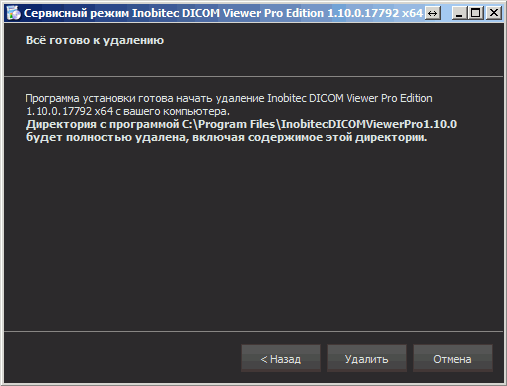 Сервисный режим Inobitec DICOM Viewer Pro Edition 1.10.0.17792 x64
Всё готово к удалению
Программа установки готова начать удаление Inobitec DICOM Viewer Pro Edition
1.10.0.17792 x64 с вашего компьютера.
Директория с программой C:\Program Files\InobitecDICOMViewerPro1.10.0
будет полностью удалена, включая содержимое этой директории.
< Назад Удалить Отмена